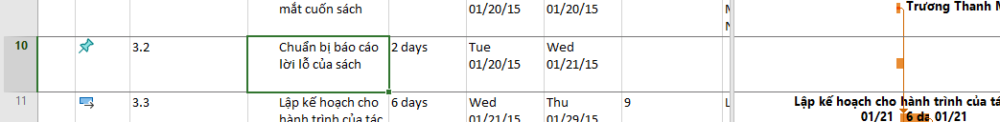 mắt cuốn sách 01/20/15 01/20/15 Trương Thanh M
10 3.2 Chuẩn bị báo cáo 2 days Tue Wed
lời lỗ của sách 01/20/15 01/21/15
11 3.3 Lập kế hoạch cho 6 days Wed Thu 9 Lập kế hoạch cho hành trình của tá
hành trình của tác 01/21/15 01/29/15 01/21 6 da 01/21